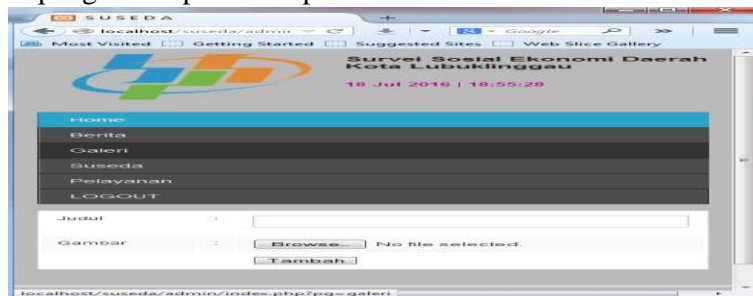 S U S E D A
localhost/suseda/admin
Google
Most Visited Getting Started Suggested Sites Web Slice Gallery
Survei Sosial Ekonomi Daerah
Kota Lubuklinggau
18 Jul 2016 | 18:55:28
Home
Berita
Galeri
Suseda
Pelayanan
LOGOUT
Judul :
Gambar : Browse... No file selected.
Tambah
localhost/suseda/admin/index.php?pg=galeri